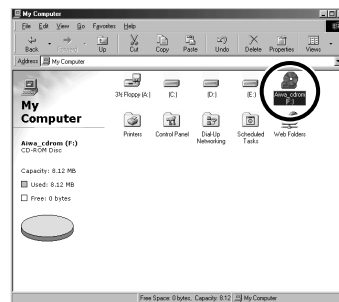 My Computer
File Edit View Go Favorites Help
Back Forward Up Cut Copy Paste Undo Delete Properties Views
Address My Computer
My
Computer
Aiwa_cdrom (F:)
CD-ROM Disc
Capacity: 8.12 MB
Used: 8.12 MB
Free: 0 bytes
3½ Floppy (A:) (C:) (D:) (E:) Aiwa_cdrom
(F:)
Printers Control Panel Dial-Up
Networking Scheduled
Tasks Web Folders
Free Space: 0 bytes, Capacity: 8.12 My Computer